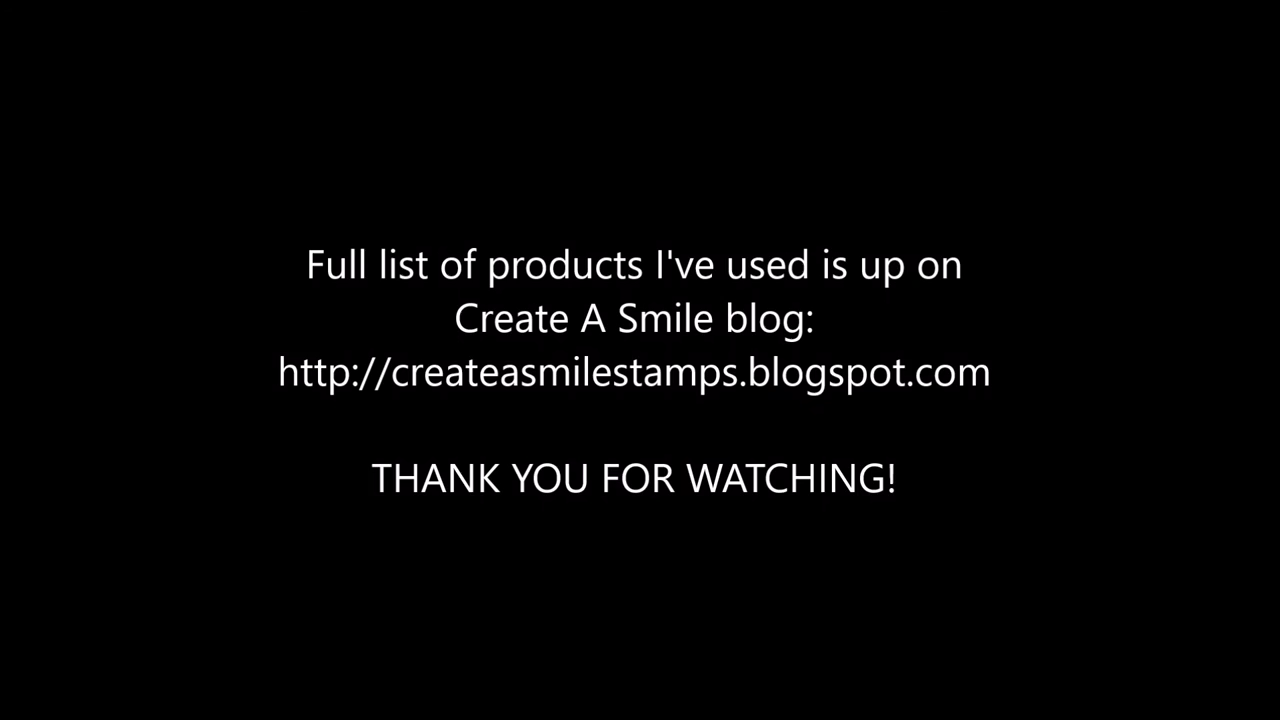 Full list of products I've used is up on
Create A Smile blog:
http://createasmilestamps.blogspot.com
THANK YOU FOR WATCHING!